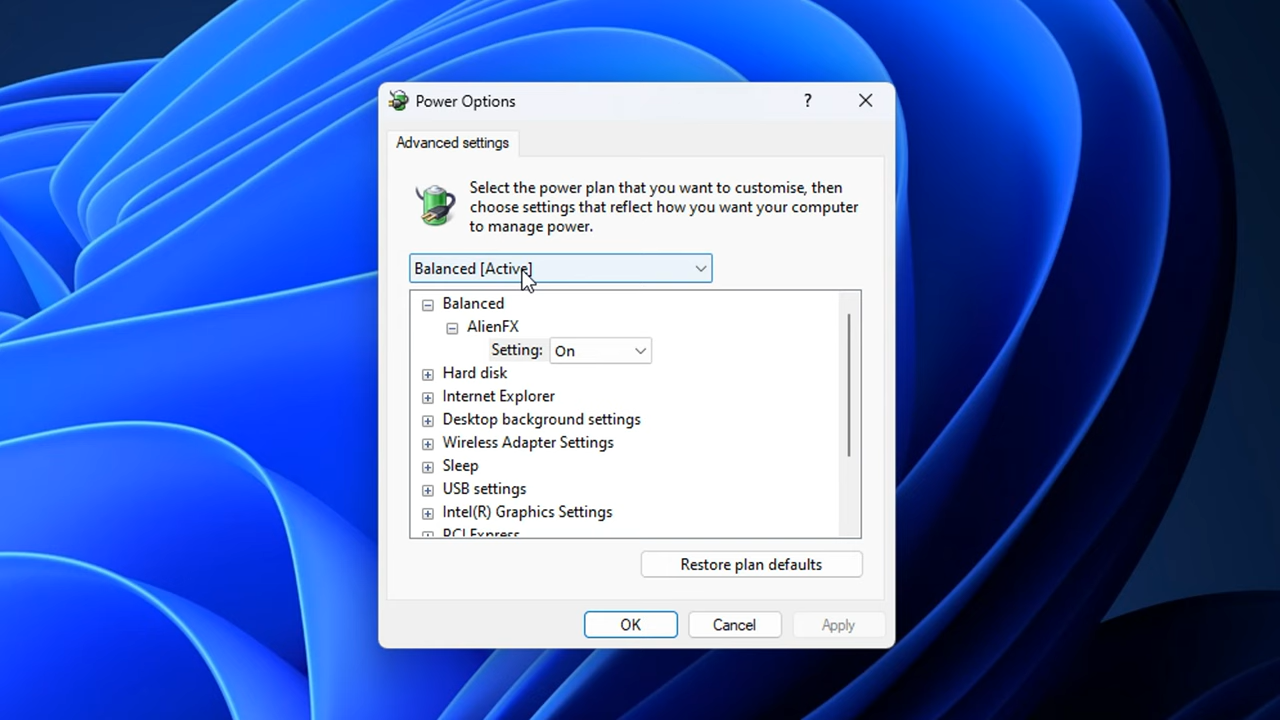 Power Options
?
Advanced settings
Select the power plan that you want to customise, then
choose settings that reflect how you want your computer
to manage power.
Balanced [Active]
Balanced
AlienFX
Setting: On
Hard disk
Internet Explorer
Desktop background settings
Wireless Adapter Settings
Sleep
USB settings
Intel(R) Graphics Settings
PCI Express
Restore plan defaults
OK Cancel Apply